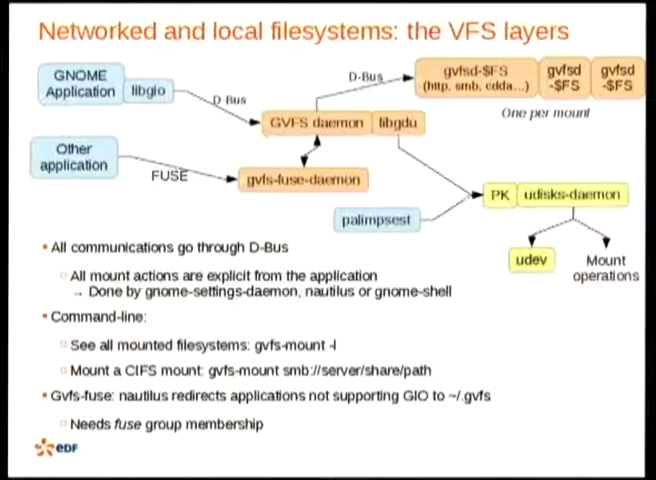 Networked and local filesystems: the VFS layers
GNOME
Application
libgio
D-Bus
D-Bus
gvfsd-$FS
(http, smb, cdda...)
gvfsd
-$FS
gvfsd
-$FS
One per mount
GVFS daemon
libgdu
Other
application
FUSE
gvfs-fuse-daemon
PK
udisks-daemon
palimpsest
udev
Mount
operations
• All communications go through D-Bus
▫ All mount actions are explicit from the application
→ Done by gnome-settings-daemon, nautilus or gnome-shell
• Command-line:
▫ See all mounted filesystems: gvfs-mount -l
▫ Mount a CIFS mount: gvfs-mount smb://server/share/path
• Gvfs-fuse: nautilus redirects applications not supporting GIO to ~/.gvfs
▫ Needs fuse group membership
eDF